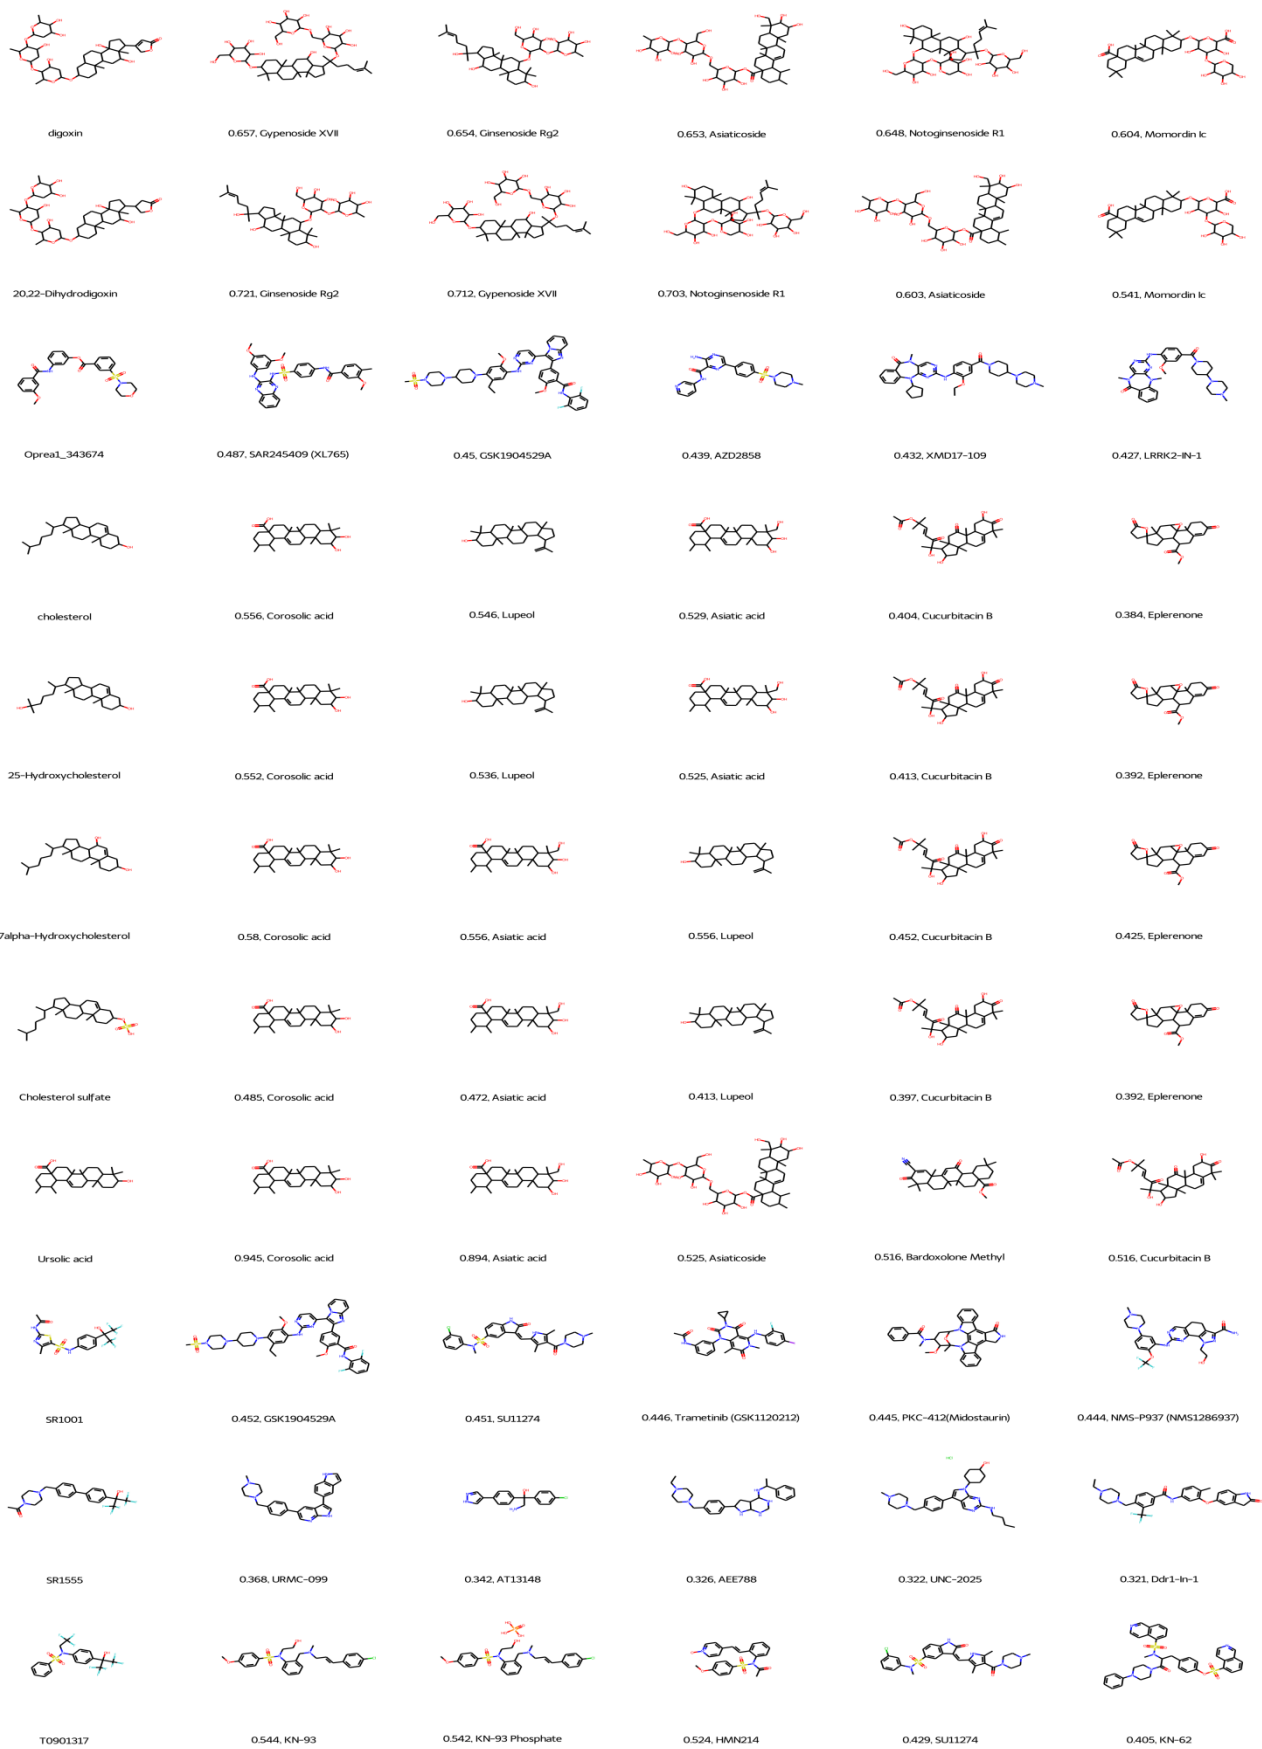 digoxin
0.657, Gypenoside XVII
0.654, Ginsenoside Rg2
0.653, Asiaticoside
0.648, Notoginsenoside R1
0.604, Momordin Ic
20,22-Dihydrodigoxin
0.721, Ginsenoside Rg2
0.712, Gypenoside XVII
0.703, Notoginsenoside R1
0.603, Asiaticoside
0.541, Momordin Ic
Oprea1_343674
0.487, SAR245409 (XL765)
0.45, GSK1904529A
0.439, AZD2858
0.432, XMD17-109
0.427, LRRK2-IN-1
cholesterol
0.556, Corosolic acid
0.546, Lupeol
0.529, Asiatic acid
0.404, Cucurbitacin B
0.384, Eplerenone
25-Hydroxycholesterol
0.552, Corosolic acid
0.536, Lupeol
0.525, Asiatic acid
0.413, Cucurbitacin B
0.392, Eplerenone
7alpha-Hydroxycholesterol
0.58, Corosolic acid
0.556, Asiatic acid
0.556, Lupeol
0.452, Cucurbitacin B
0.425, Eplerenone
Cholesterol sulfate
0.485, Corosolic acid
0.472, Asiatic acid
0.413, Lupeol
0.397, Cucurbitacin B
0.392, Eplerenone
Ursolic acid
0.945, Corosolic acid
0.894, Asiatic acid
0.525, Asiaticoside
0.516, Bardoxolone Methyl
0.516, Cucurbitacin B
SR1001
0.452, GSK1904529A
0.451, SU11274
0.446, Trametinib (GSK1120212)
0.445, PKC-412(Midostaurin)
0.444, NMS-P937 (NMS1286937)
SR1555
0.368, URMC-099
0.342, AT13148
0.326, AEE788
0.322, UNC-2025
0.321, Ddr1-In-1
T0901317
0.544, KN-93
0.542, KN-93 Phosphate
0.524, HMN214
0.429, SU11274
0.405, KN-62